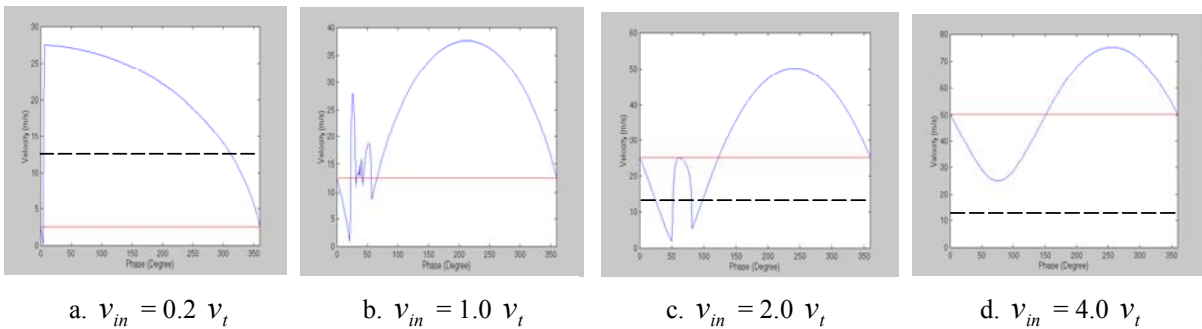 30
25
20
15
10
5
0
Velocity (m/s)
0 50 100 150 200 250 300 350
Phase (Degree)
40
35
30
25
20
15
10
5
0
Velocity (m/s)
0 50 100 150 200 250 300 350
Phase (Degree)
60
50
40
30
20
10
0
Velocity (m/s)
0 50 100 150 200 250 300 350
Phase (Degree)
80
70
60
50
40
30
20
10
0
Velocity (m/s)
0 50 100 150 200 250 300 350
Phase (Degree)
a. v_in = 0.2 v_t
b. v_in = 1.0 v_t
c. v_in = 2.0 v_t
d. v_in = 4.0 v_t